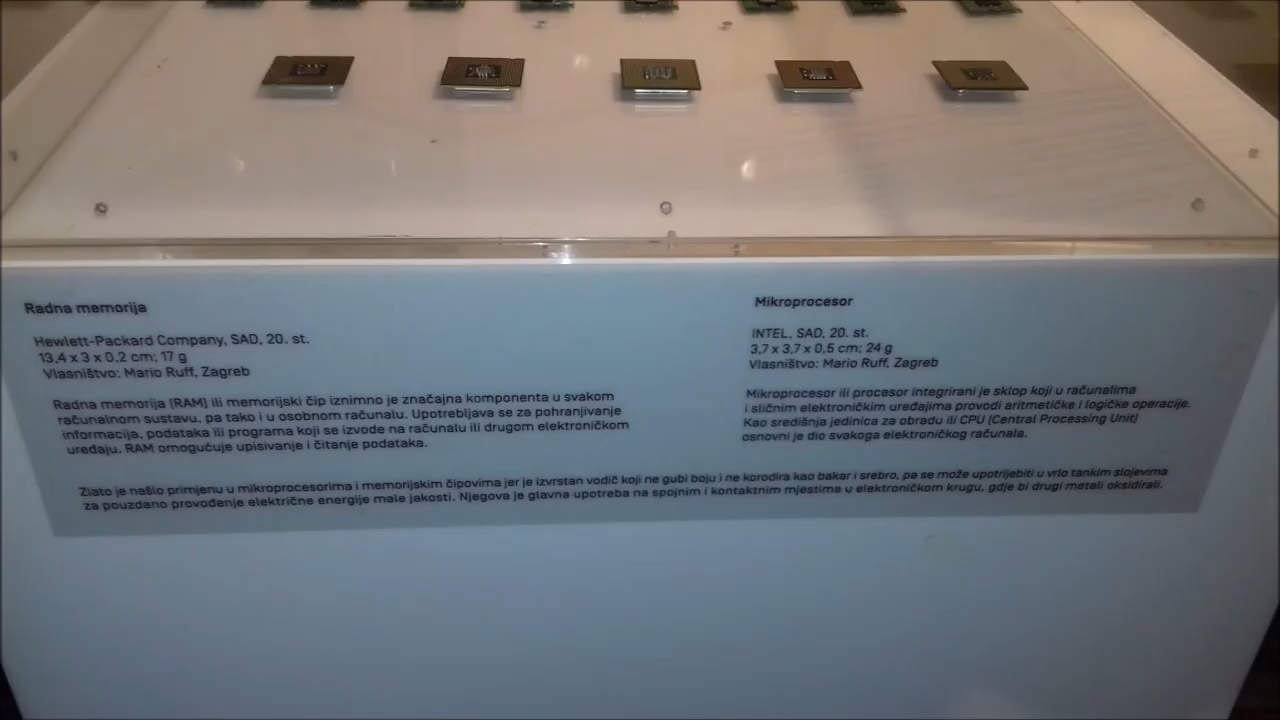 Radna memorija
Hewlett-Packard Company, SAD, 20. st.
13,4 x 3 x 0,2 cm; 17 g
Vlasništvo: Mario Ruff, Zagreb
Radna memorija (RAM) ili memorijski čip iznimno je značajna komponenta u svakom
računalnom sustavu, pa tako i u osobnom računalu. Upotrebljava se za pohranjivanje
informacija, podataka ili programa koji se izvode na računalu ili drugom elektroničkom
uređaju. RAM omogućuje upisivanje i čitanje podataka.
Mikroprocesor
INTEL, SAD, 20. st.
3,7 x 3,7 x 0,5 cm; 24 g
Vlasništvo: Mario Ruff, Zagreb
Mikroprocesor ili procesor integrirani je sklop koji u računalima
i sličnim elektroničkim uređajima provodi aritmetičke i logičke operacije.
Kao središnja jedinica za obradu ili CPU (Central Processing Unit)
osnovni je dio svakoga elektroničkog računala.
Zlato je našlo primjenu u mikroprocesorima i memorijskim čipovima jer je izvrstan vodič koji ne gubi boju i ne korodira kao bakar i srebro, pa se može upotrijebiti u vrlo tankim slojevima
za pouzdano provođenje električne energije male jakosti. Njegova je glavna upotreba na spojnim i kontaktnim mjestima u elektroničkom krugu, gdje bi drugi metali oksidirali.